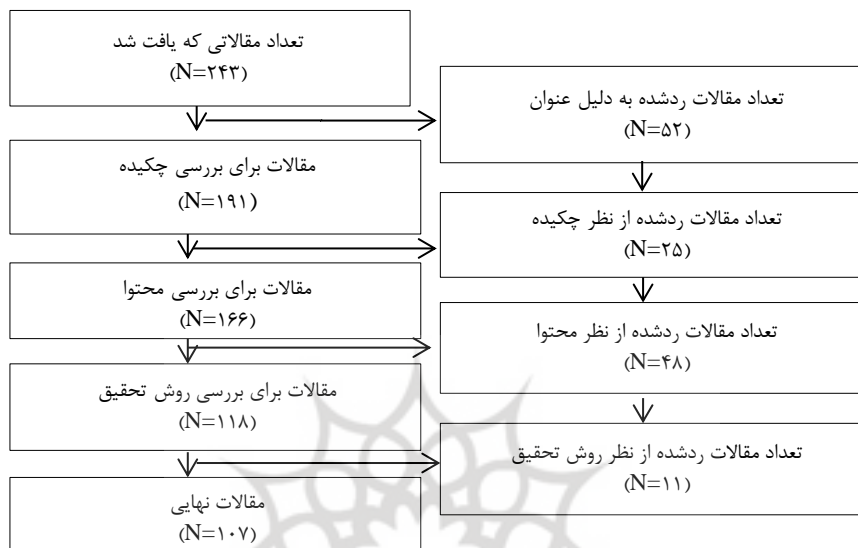 تعداد مقالاتی که یافت شد
(N=۲۴۳)
تعداد مقالات ردشده به دلیل عنوان
(N=۵۲)
مقالات برای بررسی چکیده
(N=۱۹۱)
تعداد مقالات ردشده از نظر چکیده
(N=۲۵)
مقالات برای بررسی محتوا
(N=۱۶۶)
تعداد مقالات ردشده از نظر محتوا
(N=۴۸)
مقالات برای بررسی روش تحقیق
(N=۱۱۸)
تعداد مقالات ردشده از نظر روش تحقیق
(N=۱۱)
مقالات نهایی
(N=۱۰۷)